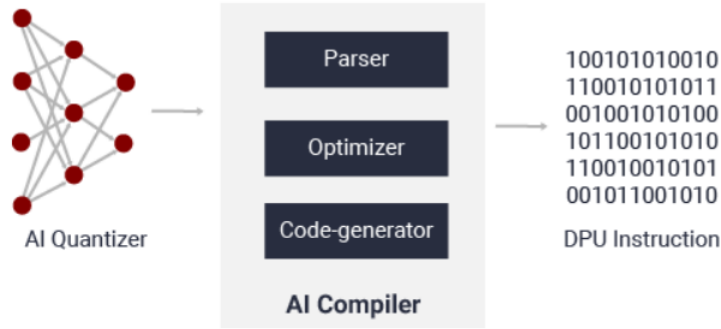 Parser
Optimizer
Code-generator
AI Compiler
AI Quantizer
100101010010
110010101011
001001010100
101100101010
110010010101
001011001010
DPU Instruction